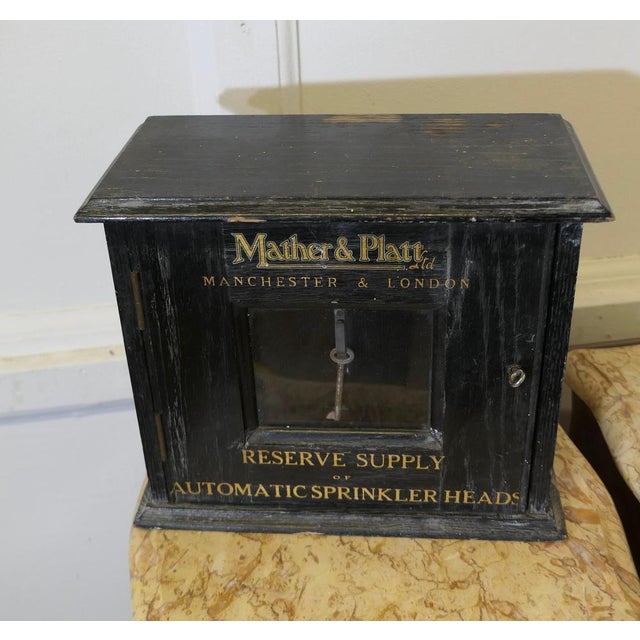 Mather & Platt Ltd
MANCHESTER & LONDON
RESERVE SUPPLY
OF
AUTOMATIC SPRINKLER HEADS